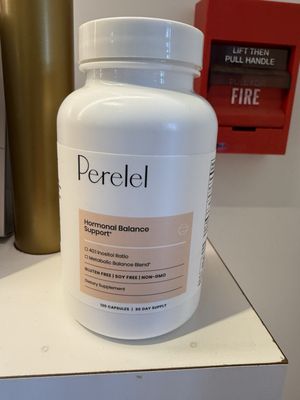 LIFT THEN
PULL HANDLE
FIRE
Perelel
Hormonal Balance
Support*
40:1 Inositol Ratio
Metabolic Balance Blend*
GLUTEN FREE | SOY FREE | NON-GMO
Dietary Supplement
120 CAPSULES | 30 DAY SUPPLY